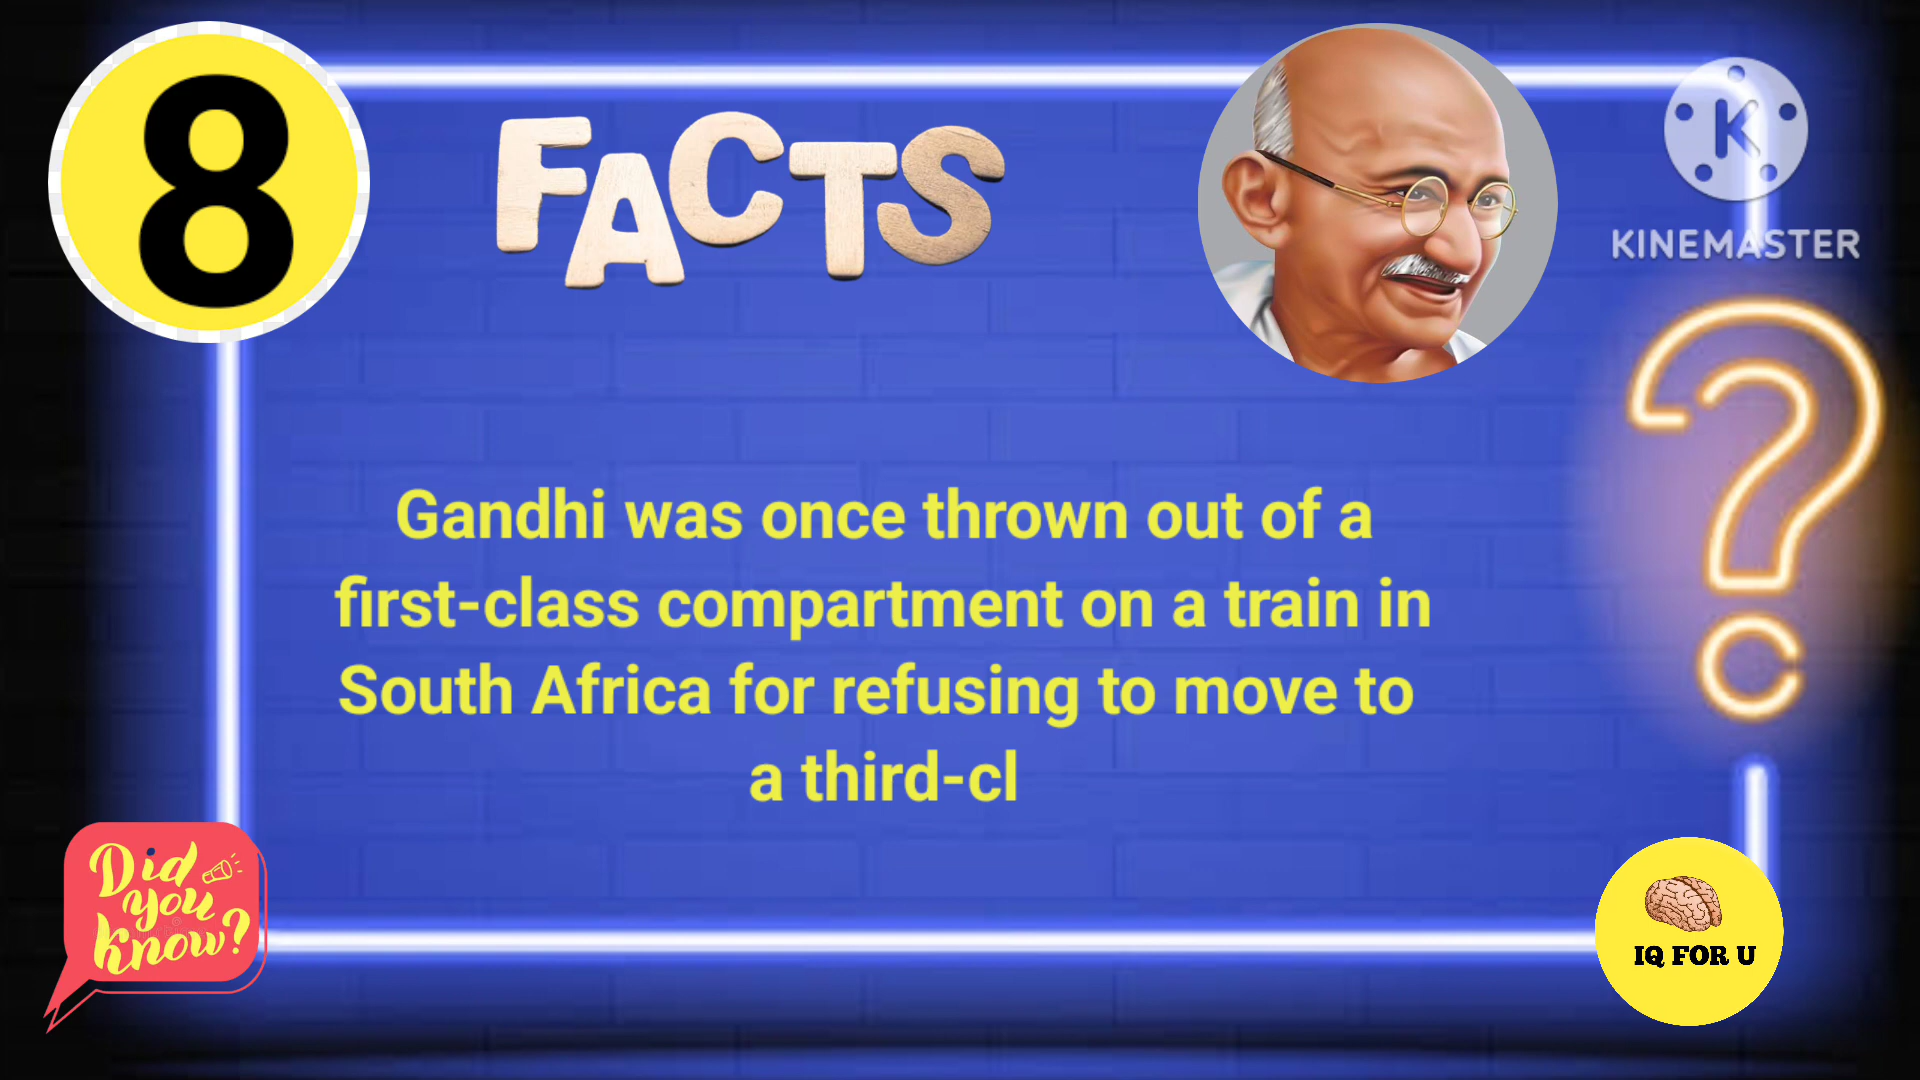 8
FACTS
K
KINEMASTER
Gandhi was once thrown out of a
first-class compartment on a train in
South Africa for refusing to move to
a third-cl
Did
you
know?
IQ FOR U